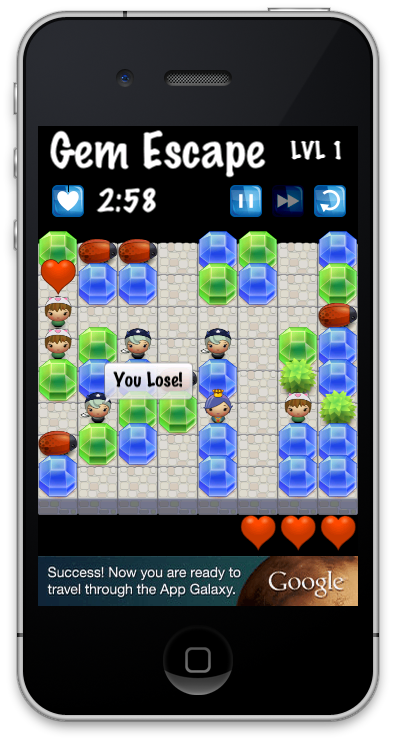 Gem Escape
LVL 1
2:58
You Lose!
Success! Now you are ready to
travel through the App Galaxy.
Google